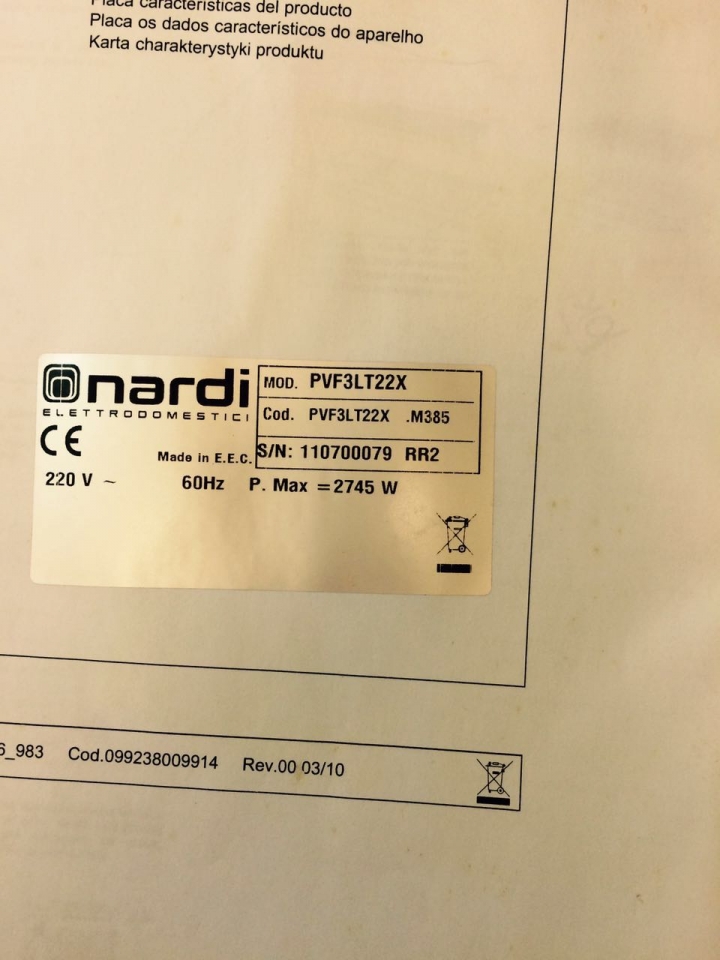 Placa características del producto
Placa os dados característicos do aparelho
Karta charakterystyki produktu
nardi
ELETTRODOMESTICI
CE
Made in E.E.C.
MOD. PVF3LT22X
Cod. PVF3LT22X .M385
S/N: 110700079 RR2
220 V ~ 60Hz P. Max =2745 W
6_983 Cod.099238009914 Rev.00 03/10